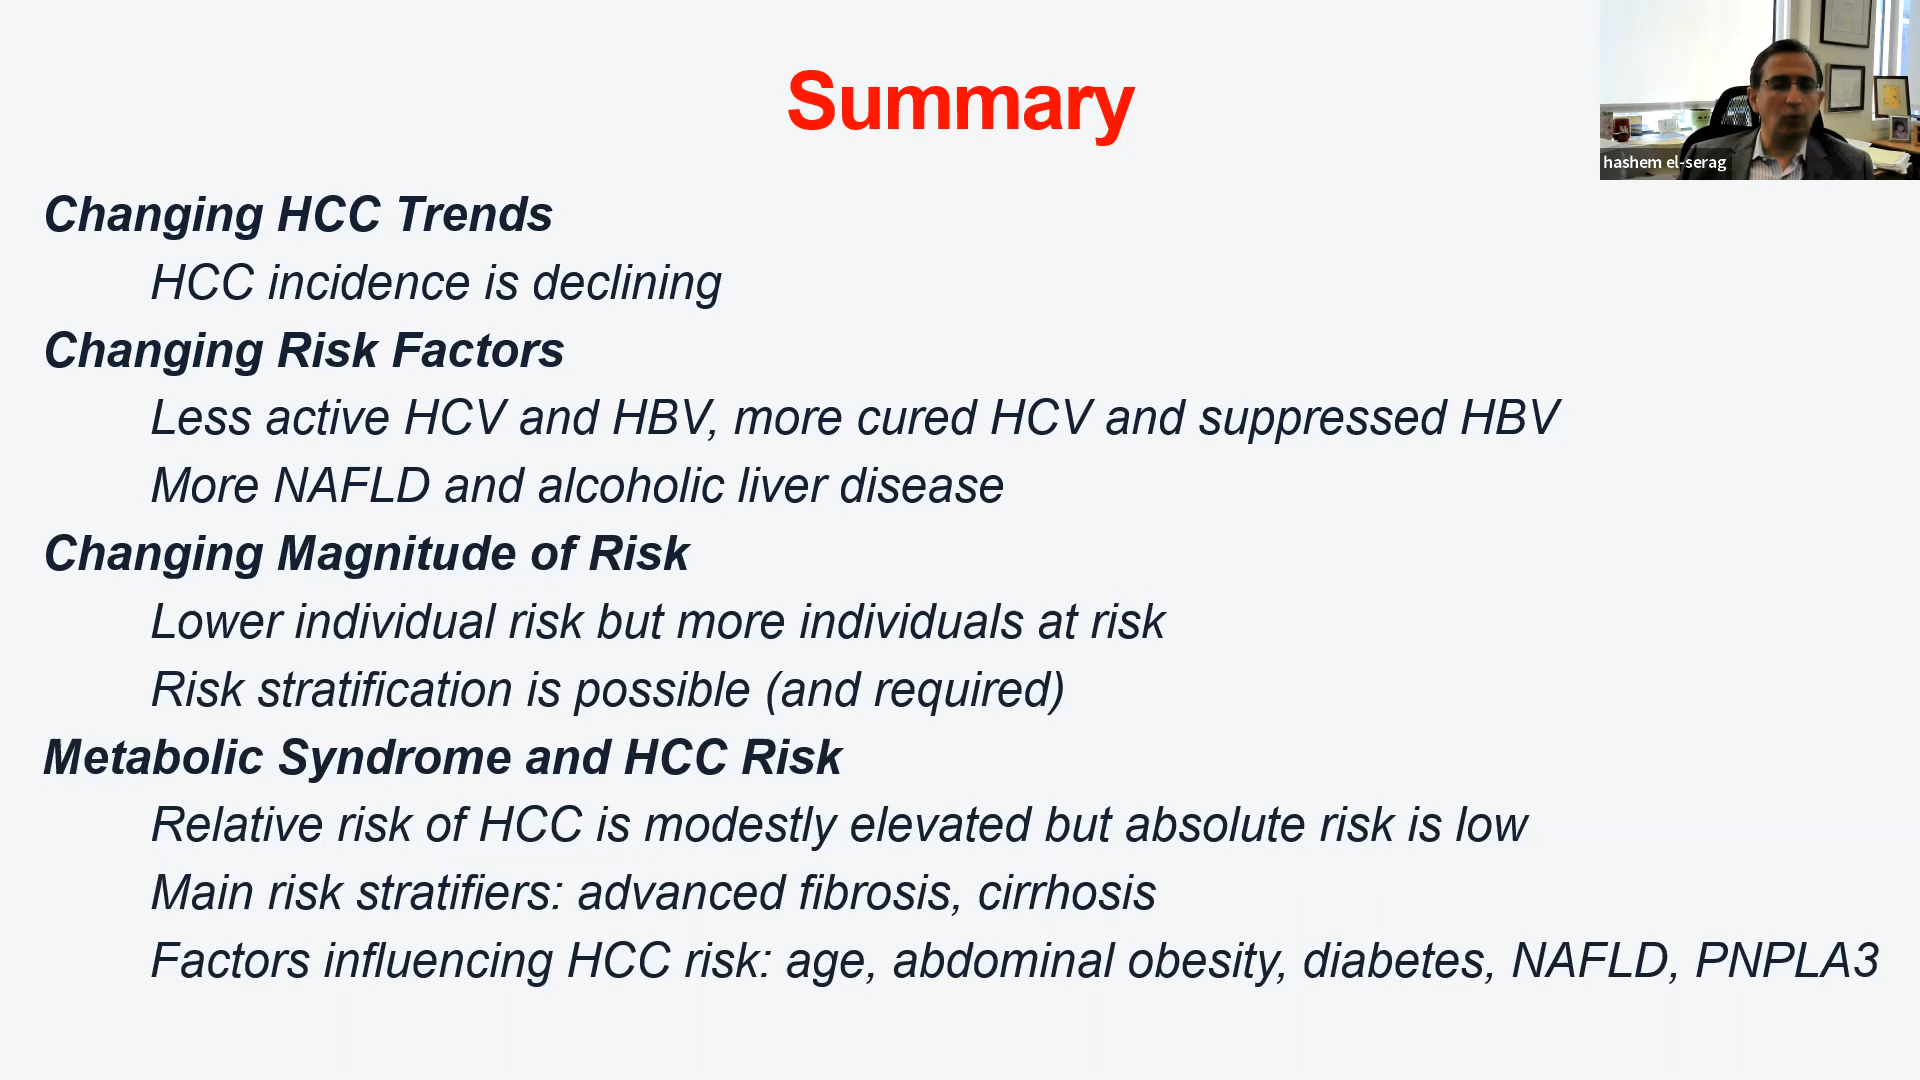 Summary
hashem el-serag
Changing HCC Trends
HCC incidence is declining
Changing Risk Factors
Less active HCV and HBV, more cured HCV and suppressed HBV
More NAFLD and alcoholic liver disease
Changing Magnitude of Risk
Lower individual risk but more individuals at risk
Risk stratification is possible (and required)
Metabolic Syndrome and HCC Risk
Relative risk of HCC is modestly elevated but absolute risk is low
Main risk stratifiers: advanced fibrosis, cirrhosis
Factors influencing HCC risk: age, abdominal obesity, diabetes, NAFLD, PNPLA3